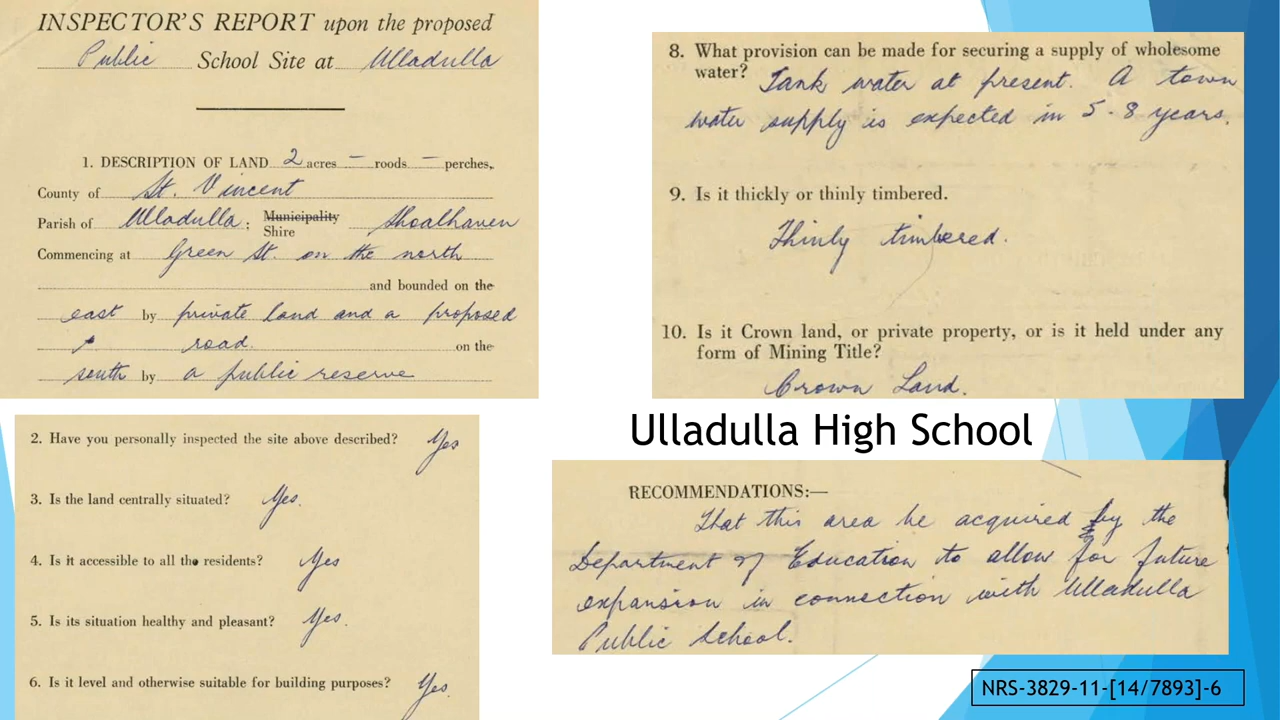 INSPECTOR'S REPORT upon the proposed
Public School Site at Ulladulla
1. DESCRIPTION OF LAND 2 acres — roods — perches,
County of St. Vincent
Parish of Ulladulla; Municipality
Shire Shoalhaven
Commencing at Green St. on the north
and bounded on the
east by private land and a proposed
road. on the
south by a public reserve
2. Have you personally inspected the site above described? Yes
3. Is the land centrally situated? Yes.
4. Is it accessible to all the residents? Yes
5. Is its situation healthy and pleasant? Yes.
6. Is it level and otherwise suitable for building purposes? Yes.
8. What provision can be made for securing a supply of wholesome
water? Tank water at present. A town
water supply is expected in 5-8 years.
9. Is it thickly or thinly timbered.
Thinly timbered.
10. Is it Crown land, or private property, or is it held under any
form of Mining Title?
Crown Land.
Ulladulla High School
RECOMMENDATIONS:—
That this area be acquired by the
Department of Education to allow for future
expansion in connection with Ulladulla
Public School.
NRS-3829-11-[14/7893]-6